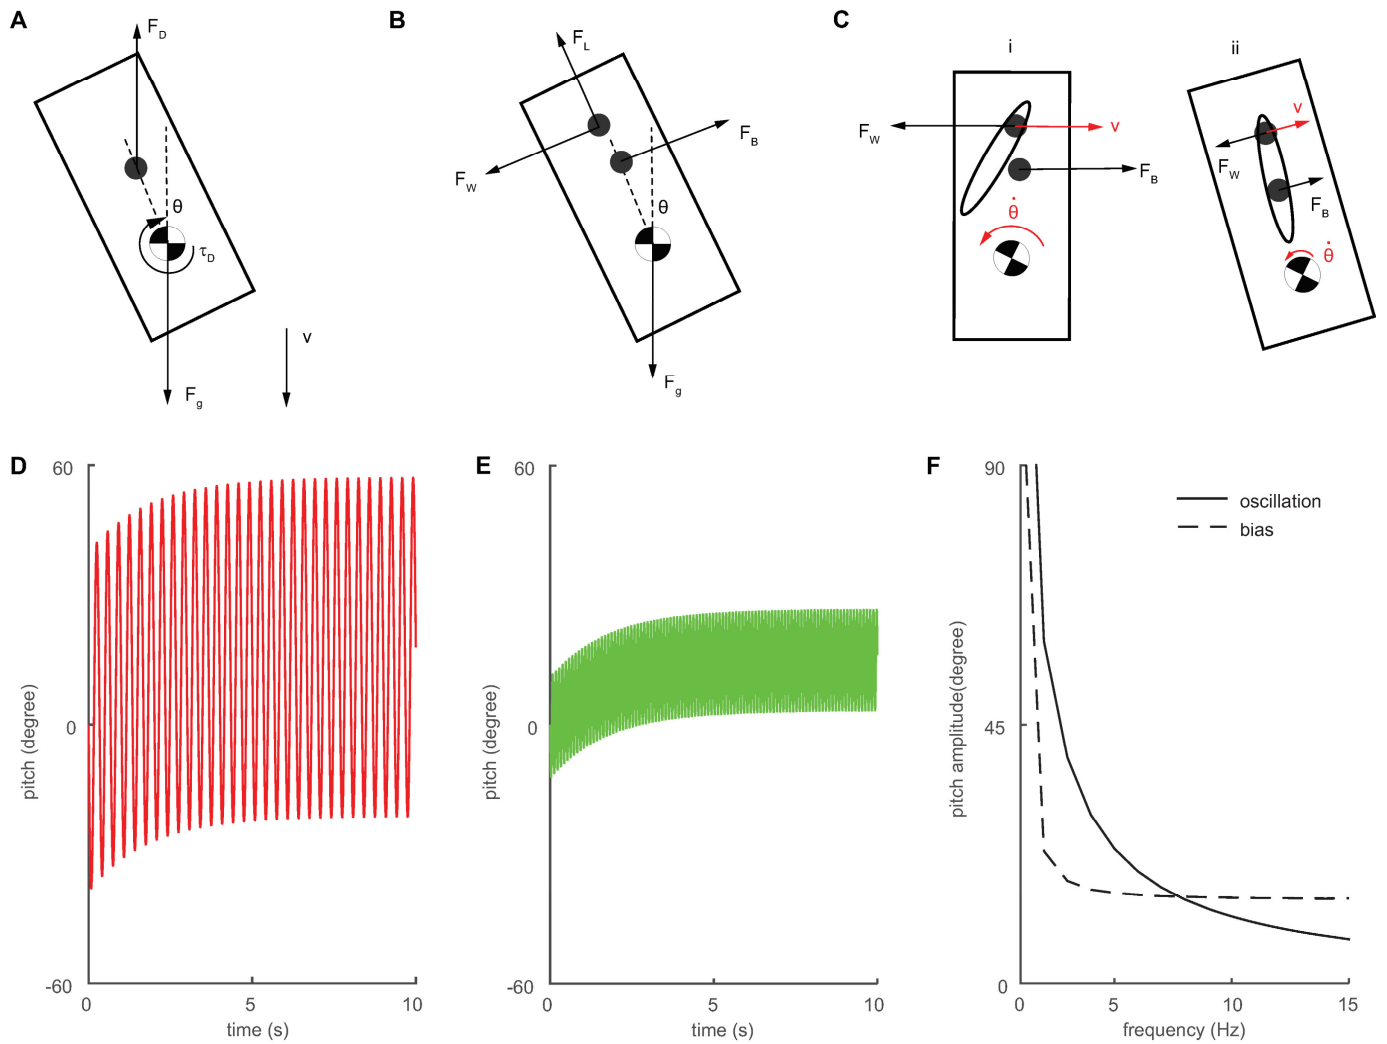 A
F_D
θ
τ_D
F_g
v
B
F_L
F_B
F_W
θ
F_g
C
i
ii
F_W
v
F_B
θ̇
v
F_W
F_B
θ̇
D
60
0
-60
pitch (degree)
0
5
10
time (s)
E
60
0
-60
pitch (degree)
0
5
10
time (s)
F
90
45
0
pitch amplitude(degree)
oscillation
bias
0
5
10
15
frequency (Hz)